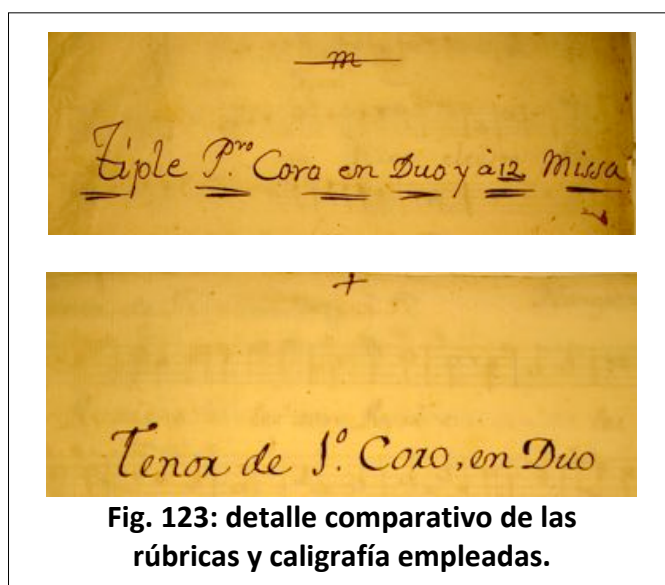 m
Tiple P.ro Coro en Duo y à 12 Missa
+
Tenor de 1º. Coro, en Duo
Fig. 123: detalle comparativo de las
rúbricas y caligrafía empleadas.